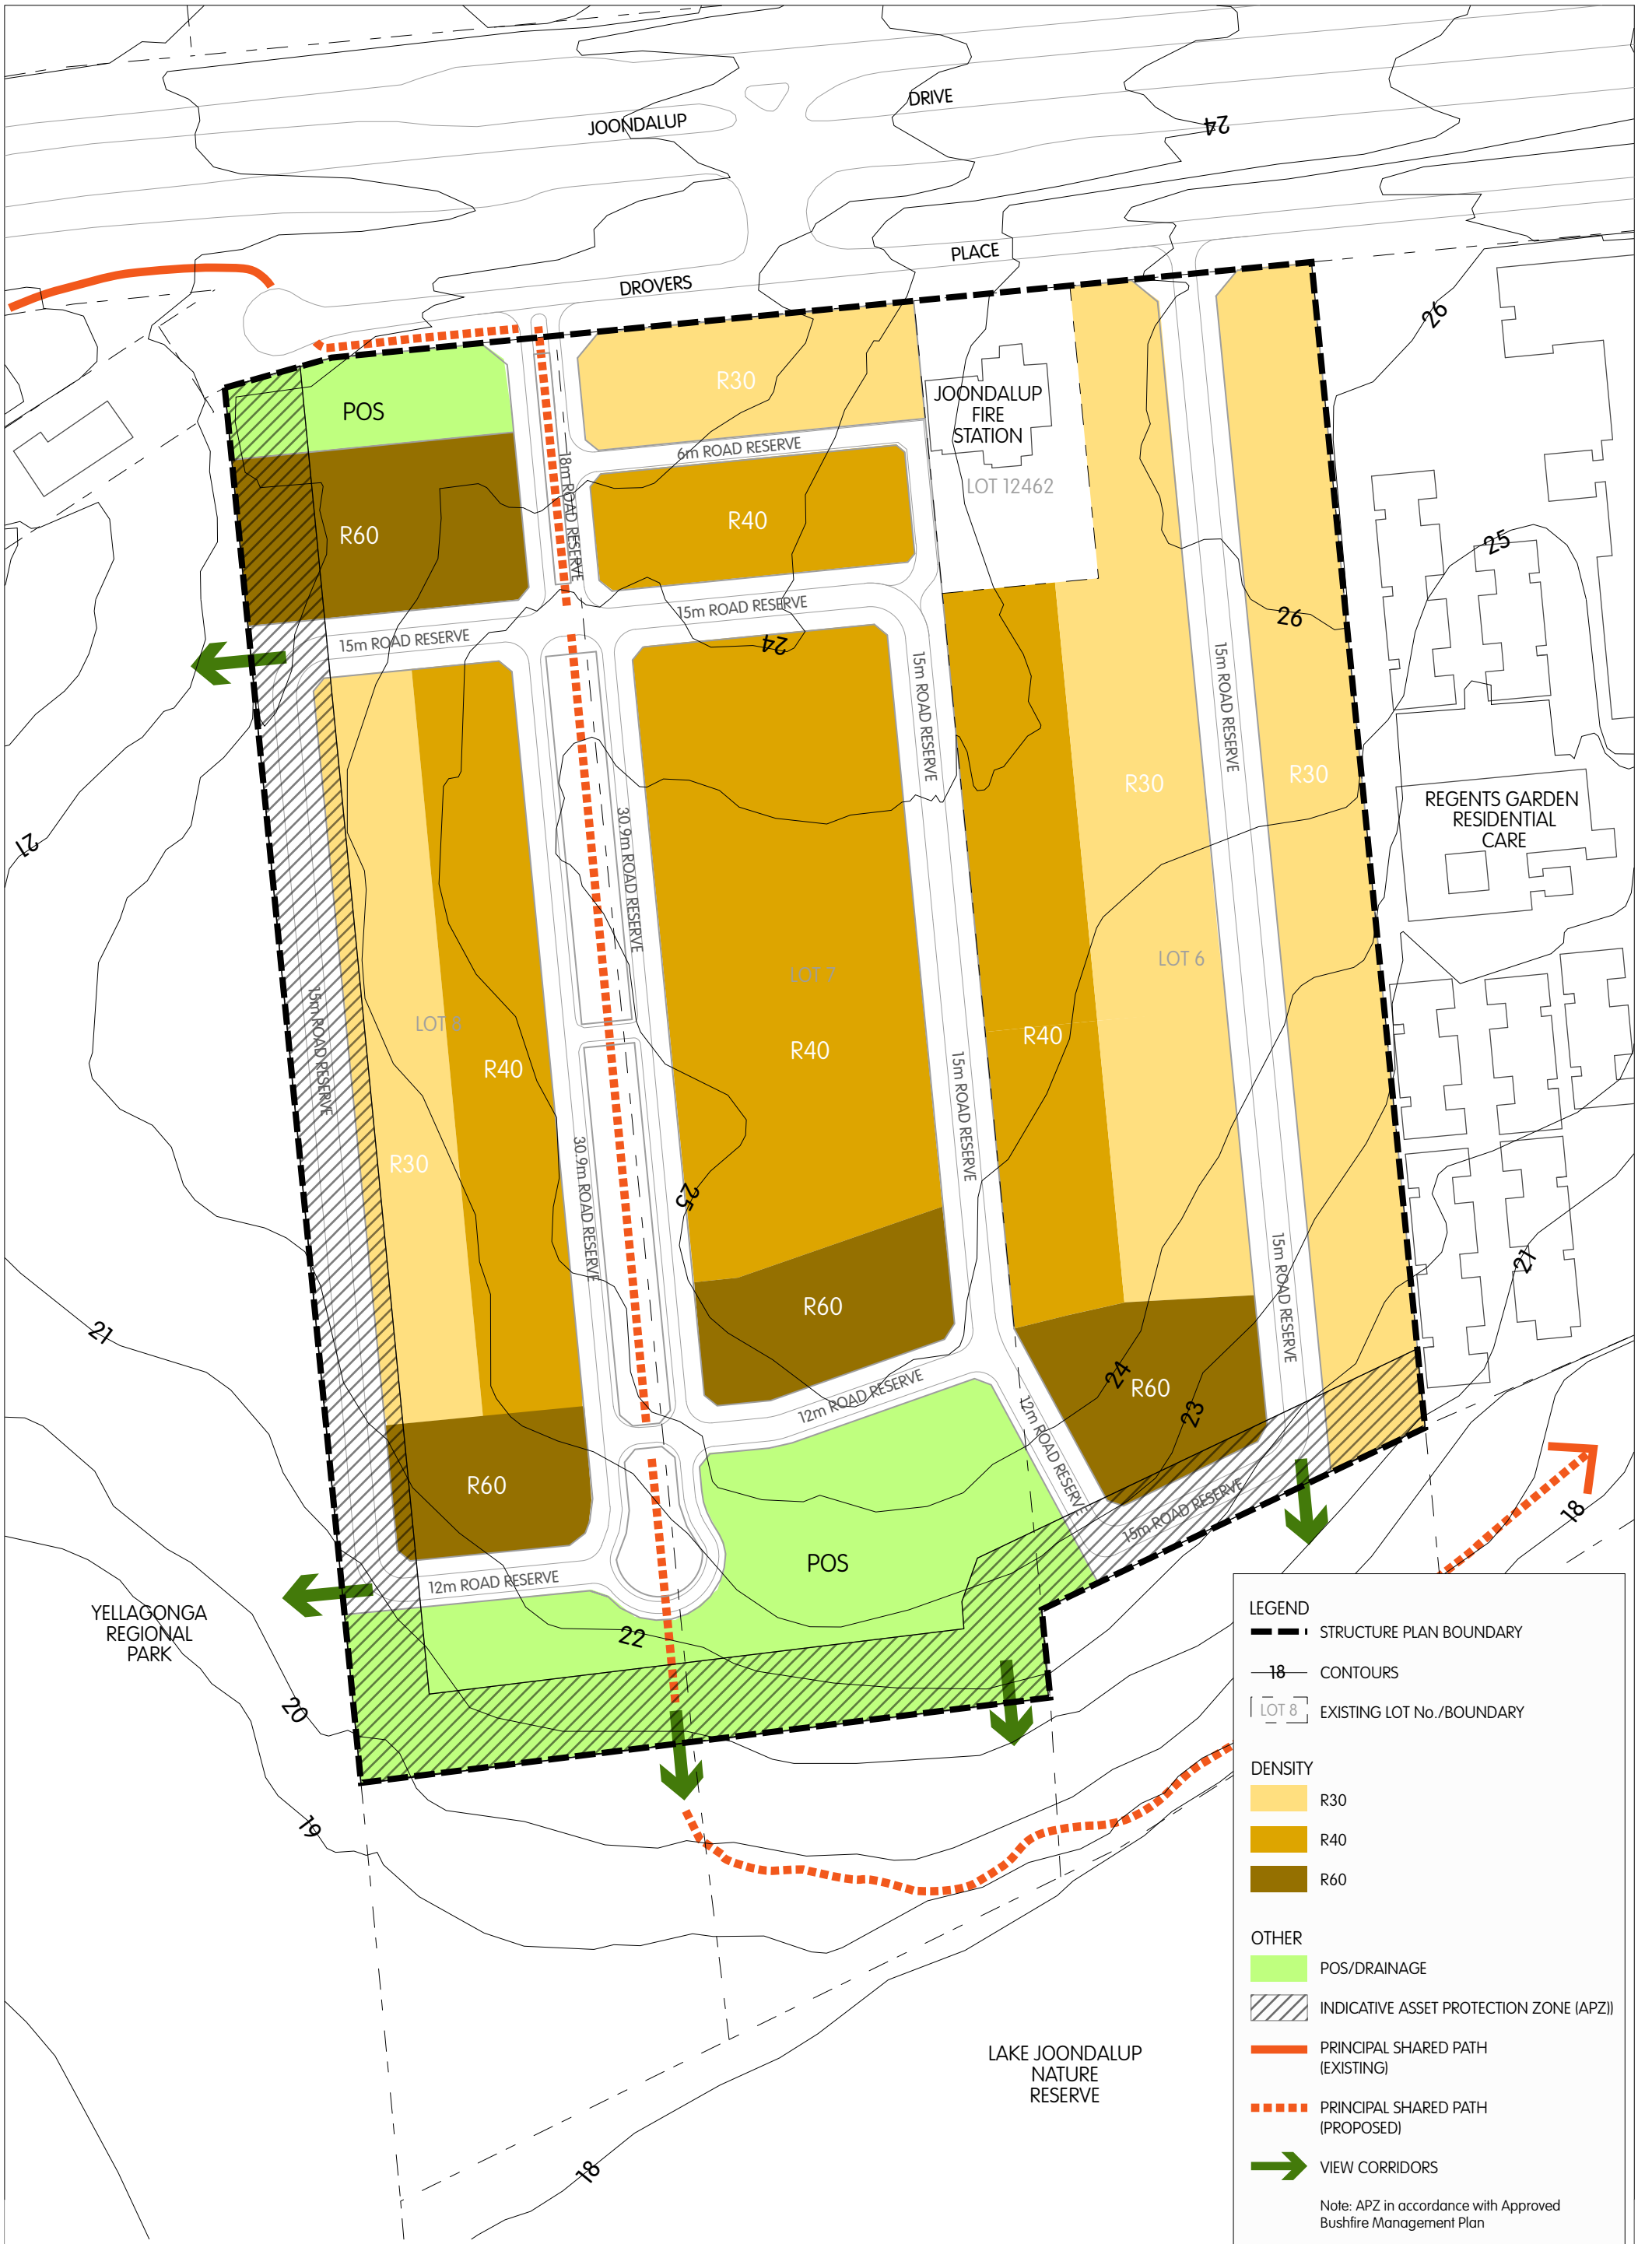 JOONDALUP
DRIVE
24
DROVERS
PLACE
26
POS
R30
JOONDALUP
FIRE
STATION
LOT 12462
6m ROAD RESERVE
18m ROAD RESERVE
R60
R40
25
15m ROAD RESERVE
15m ROAD RESERVE
24
26
15m ROAD RESERVE
15m ROAD RESERVE
R30
R30
REGENTS GARDEN
RESIDENTIAL
CARE
21
30.9m ROAD RESERVE
LOT 8
LOT 7
LOT 6
15m ROAD RESERVE
R40
R40
R40
R30
15m ROAD RESERVE
30.9m ROAD RESERVE
25
21
21
15m ROAD RESERVE
R60
R60
24
R60
23
12m ROAD RESERVE
12m ROAD RESERVE
15m ROAD RESERVE
18
POS
12m ROAD RESERVE
22
YELLAGONGA
REGIONAL
PARK
20
19
LAKE JOONDALUP
NATURE
RESERVE
18
LEGEND
STRUCTURE PLAN BOUNDARY
18 CONTOURS
LOT 8 EXISTING LOT No./BOUNDARY
DENSITY
R30
R40
R60
OTHER
POS/DRAINAGE
INDICATIVE ASSET PROTECTION ZONE (APZ))
PRINCIPAL SHARED PATH
(EXISTING)
PRINCIPAL SHARED PATH
(PROPOSED)
VIEW CORRIDORS
Note: APZ in accordance with Approved
Bushfire Management Plan